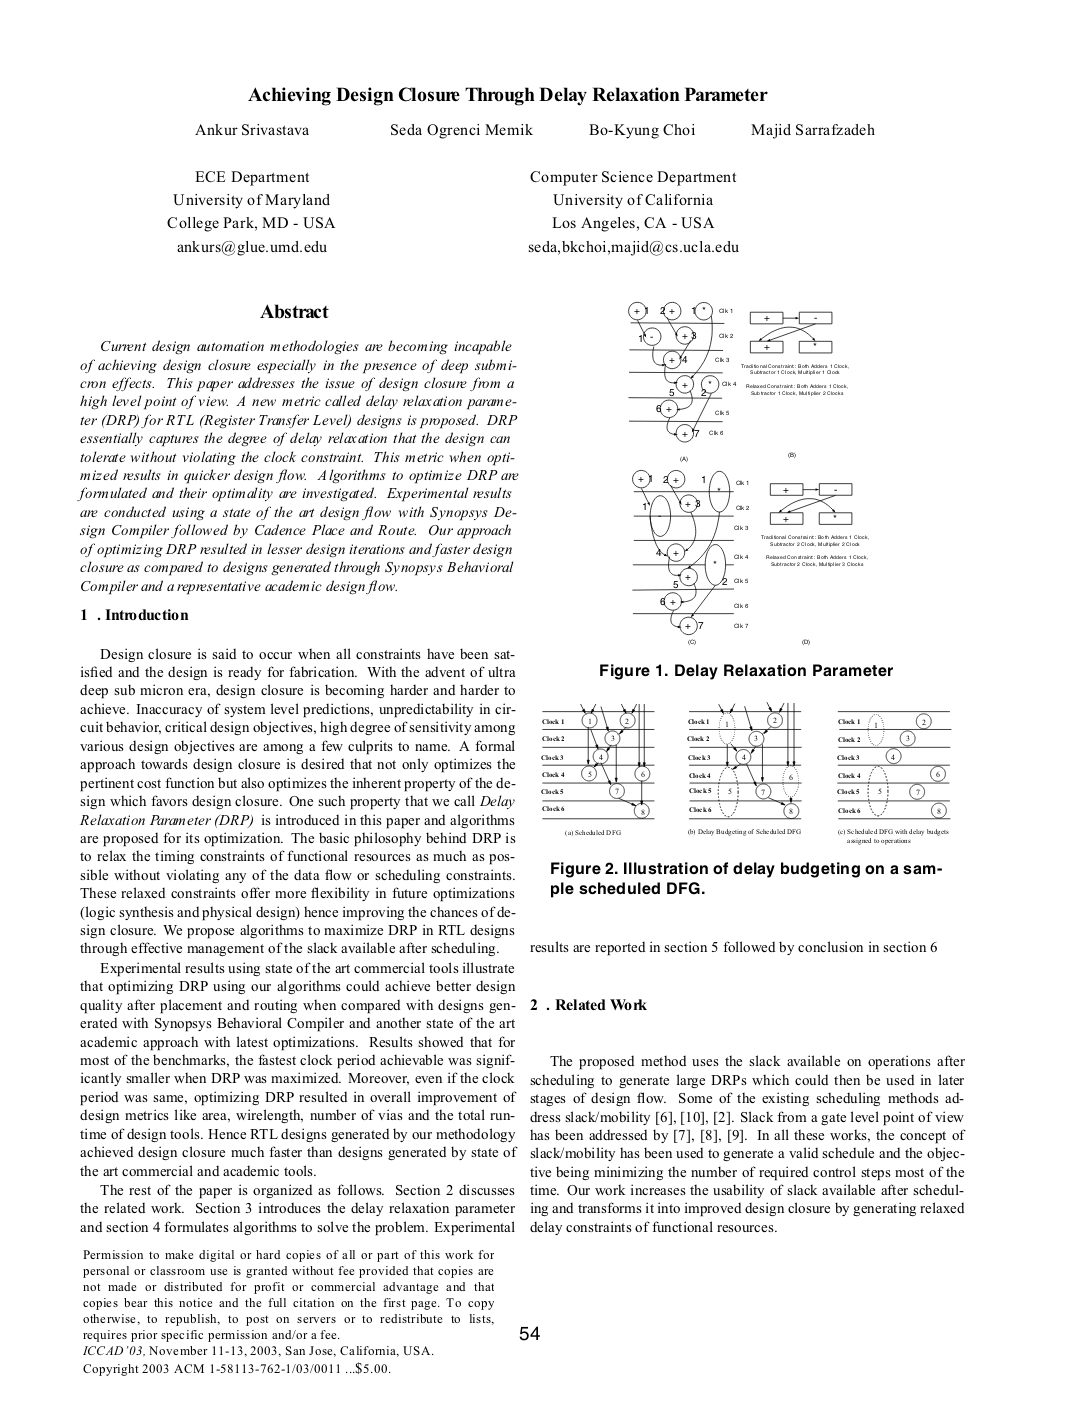 Achieving Design Closure Through Delay Relaxation Parameter
Ankur Srivastava Seda Ogrenci Memik Bo-Kyung Choi Majid Sarrafzadeh
ECE Department
University of Maryland
College Park, MD - USA
ankurs@glue.umd.edu
Computer Science Department
University of California
Los Angeles, CA - USA
seda,bkchoi,majid@cs.ucla.edu
Abstract
Current design automation methodologies are becoming incapable
of achieving design closure especially in the presence of deep submi-
cron effects. This paper addresses the issue of design closure from a
high level point of view. A new metric called delay relaxation parame-
ter (DRP) for RTL (Register Transfer Level) designs is proposed. DRP
essentially captures the degree of delay relaxation that the design can
tolerate without violating the clock constraint. This metric when opti-
mized results in quicker design flow. Algorithms to optimize DRP are
formulated and their optimality are investigated. Experimental results
are conducted using a state of the art design flow with Synopsys De-
sign Compiler followed by Cadence Place and Route. Our approach
of optimizing DRP resulted in lesser design iterations and faster design
closure as compared to designs generated through Synopsys Behavioral
Compiler and a representative academic design flow.
1 . Introduction
Design closure is said to occur when all constraints have been sat-
isfied and the design is ready for fabrication. With the advent of ultra
deep sub micron era, design closure is becoming harder and harder to
achieve. Inaccuracy of system level predictions, unpredictability in cir-
cuit behavior, critical design objectives, high degree of sensitivity among
various design objectives are among a few culprits to name. A formal
approach towards design closure is desired that not only optimizes the
pertinent cost function but also optimizes the inherent property of the de-
sign which favors design closure. One such property that we call Delay
Relaxation Parameter (DRP) is introduced in this paper and algorithms
are proposed for its optimization. The basic philosophy behind DRP is
to relax the timing constraints of functional resources as much as pos-
sible without violating any of the data flow or scheduling constraints.
These relaxed constraints offer more flexibility in future optimizations
(logic synthesis and physical design) hence improving the chances of de-
sign closure. We propose algorithms to maximize DRP in RTL designs
through effective management of the slack available after scheduling.
Experimental results using state of the art commercial tools illustrate
that optimizing DRP using our algorithms could achieve better design
quality after placement and routing when compared with designs gen-
erated with Synopsys Behavioral Compiler and another state of the art
academic approach with latest optimizations. Results showed that for
most of the benchmarks, the fastest clock period achievable was signif-
icantly smaller when DRP was maximized. Moreover, even if the clock
period was same, optimizing DRP resulted in overall improvement of
design metrics like area, wirelength, number of vias and the total run-
time of design tools. Hence RTL designs generated by our methodology
achieved design closure much faster than designs generated by state of
the art commercial and academic tools.
The rest of the paper is organized as follows. Section 2 discusses
the related work. Section 3 introduces the delay relaxation parameter
and section 4 formulates algorithms to solve the problem. Experimental
Permission to make digital or hard copies of all or part of this work for
personal or classroom use is granted without fee provided that copies are
not made or distributed for profit or commercial advantage and that
copies bear this notice and the full citation on the first page. To copy
otherwise, to republish, to post on servers or to redistribute to lists,
requires prior specific permission and/or a fee.
ICCAD'03, November 11-13, 2003, San Jose, California, USA.
Copyright 2003 ACM 1-58113-762-1/03/0011 ...$5.00.
+ 1 2 + 1 * Clk 1
1 - + 3 Clk 2
+ 4 Clk 3
5 + 2 * Clk 4
6 + Clk 5
+ 7 Clk 6
(A)
+ -
+ *
Traditional Constraint : Both Adders 1 Clock,
Subtractor 1 Clock, Multiplier 1 Clock
Relaxed Constraint : Both Adders 1 Clock,
Subtractor 1 Clock, Multiplier 2 Clocks
(B)
+ 1 2 + 1 * Clk 1
1 - + 3 Clk 2
Clk 3
4 + * Clk 4
5 + 2 Clk 5
6 + Clk 6
+ 7 Clk 7
(C)
+ -
+ *
Traditional Constraint : Both Adders 1 Clock,
Subtractor 2 Clock, Multiplier 2 Clock
Relaxed Constraint : Both Adders 1 Clock,
Subtractor 2 Clock, Multiplier 3 Clocks
(D)
Figure 1. Delay Relaxation Parameter
Clock 1 1 2
Clock 2 3
Clock 3 4
Clock 4 5 6
Clock 5 7
Clock 6 8
(a) Scheduled DFG
Clock 1 1 2
Clock 2 3
Clock 3 4
Clock 4 6
Clock 5 5 7
Clock 6 8
(b) Delay Budgeting of Scheduled DFG
Clock 1 1 2
Clock 2 3
Clock 3 4
Clock 4 6
Clock 5 5 7
Clock 6 8
(c) Scheduled DFG with delay budgets
assigned to operations
Figure 2. Illustration of delay budgeting on a sam-
ple scheduled DFG.
results are reported in section 5 followed by conclusion in section 6
2 . Related Work
The proposed method uses the slack available on operations after
scheduling to generate large DRPs which could then be used in later
stages of design flow. Some of the existing scheduling methods ad-
dress slack/mobility [6], [10], [2]. Slack from a gate level point of view
has been addressed by [7], [8], [9]. In all these works, the concept of
slack/mobility has been used to generate a valid schedule and the objec-
tive being minimizing the number of required control steps most of the
time. Our work increases the usability of slack available after schedul-
ing and transforms it into improved design closure by generating relaxed
delay constraints of functional resources.
54